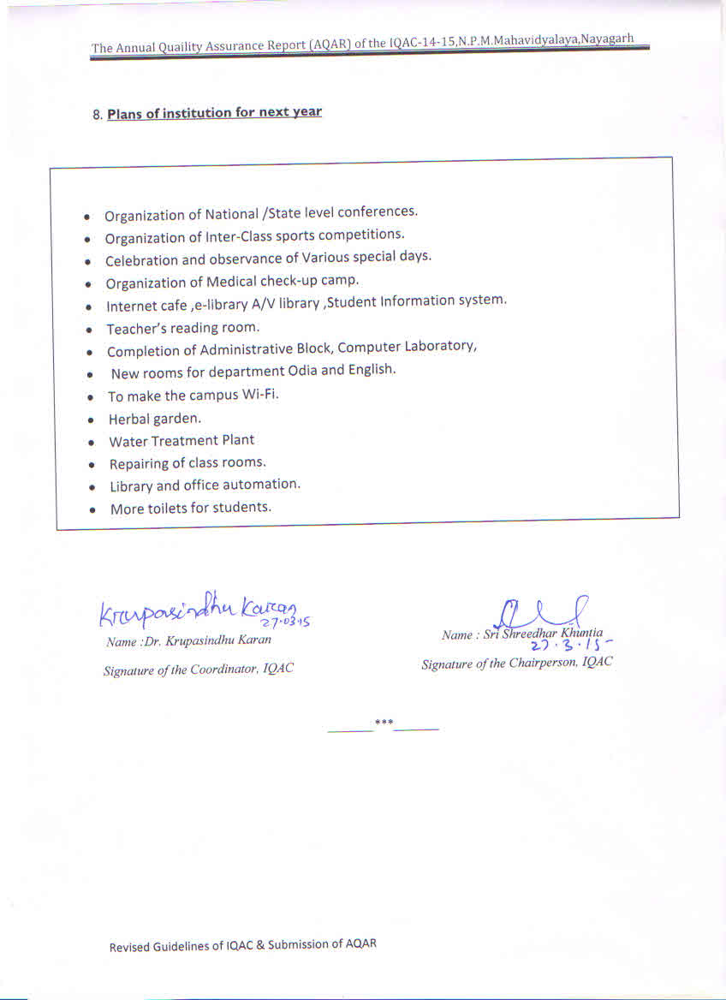 The Annual Quaility Assurance Report (AQAR) of the IQAC-14-15,N.P.M.Mahavidyalaya,Nayagarh
8. Plans of institution for next year
• Organization of National /State level conferences.
• Organization of Inter-Class sports competitions.
• Celebration and observance of Various special days.
• Organization of Medical check-up camp.
• Internet cafe ,e-library A/V library ,Student Information system.
• Teacher's reading room.
• Completion of Administrative Block, Computer Laboratory,
• New rooms for department Odia and English.
• To make the campus Wi-Fi.
• Herbal garden.
• Water Treatment Plant
• Repairing of class rooms.
• Library and office automation.
• More toilets for students.
Krupasindhu Karan
27.03.15
Name :Dr. Krupasindhu Karan
Signature of the Coordinator, IQAC
Name : Sri Shreedhar Khuntia
27.3.15
Signature of the Chairperson, IQAC
***
Revised Guidelines of IQAC & Submission of AQAR